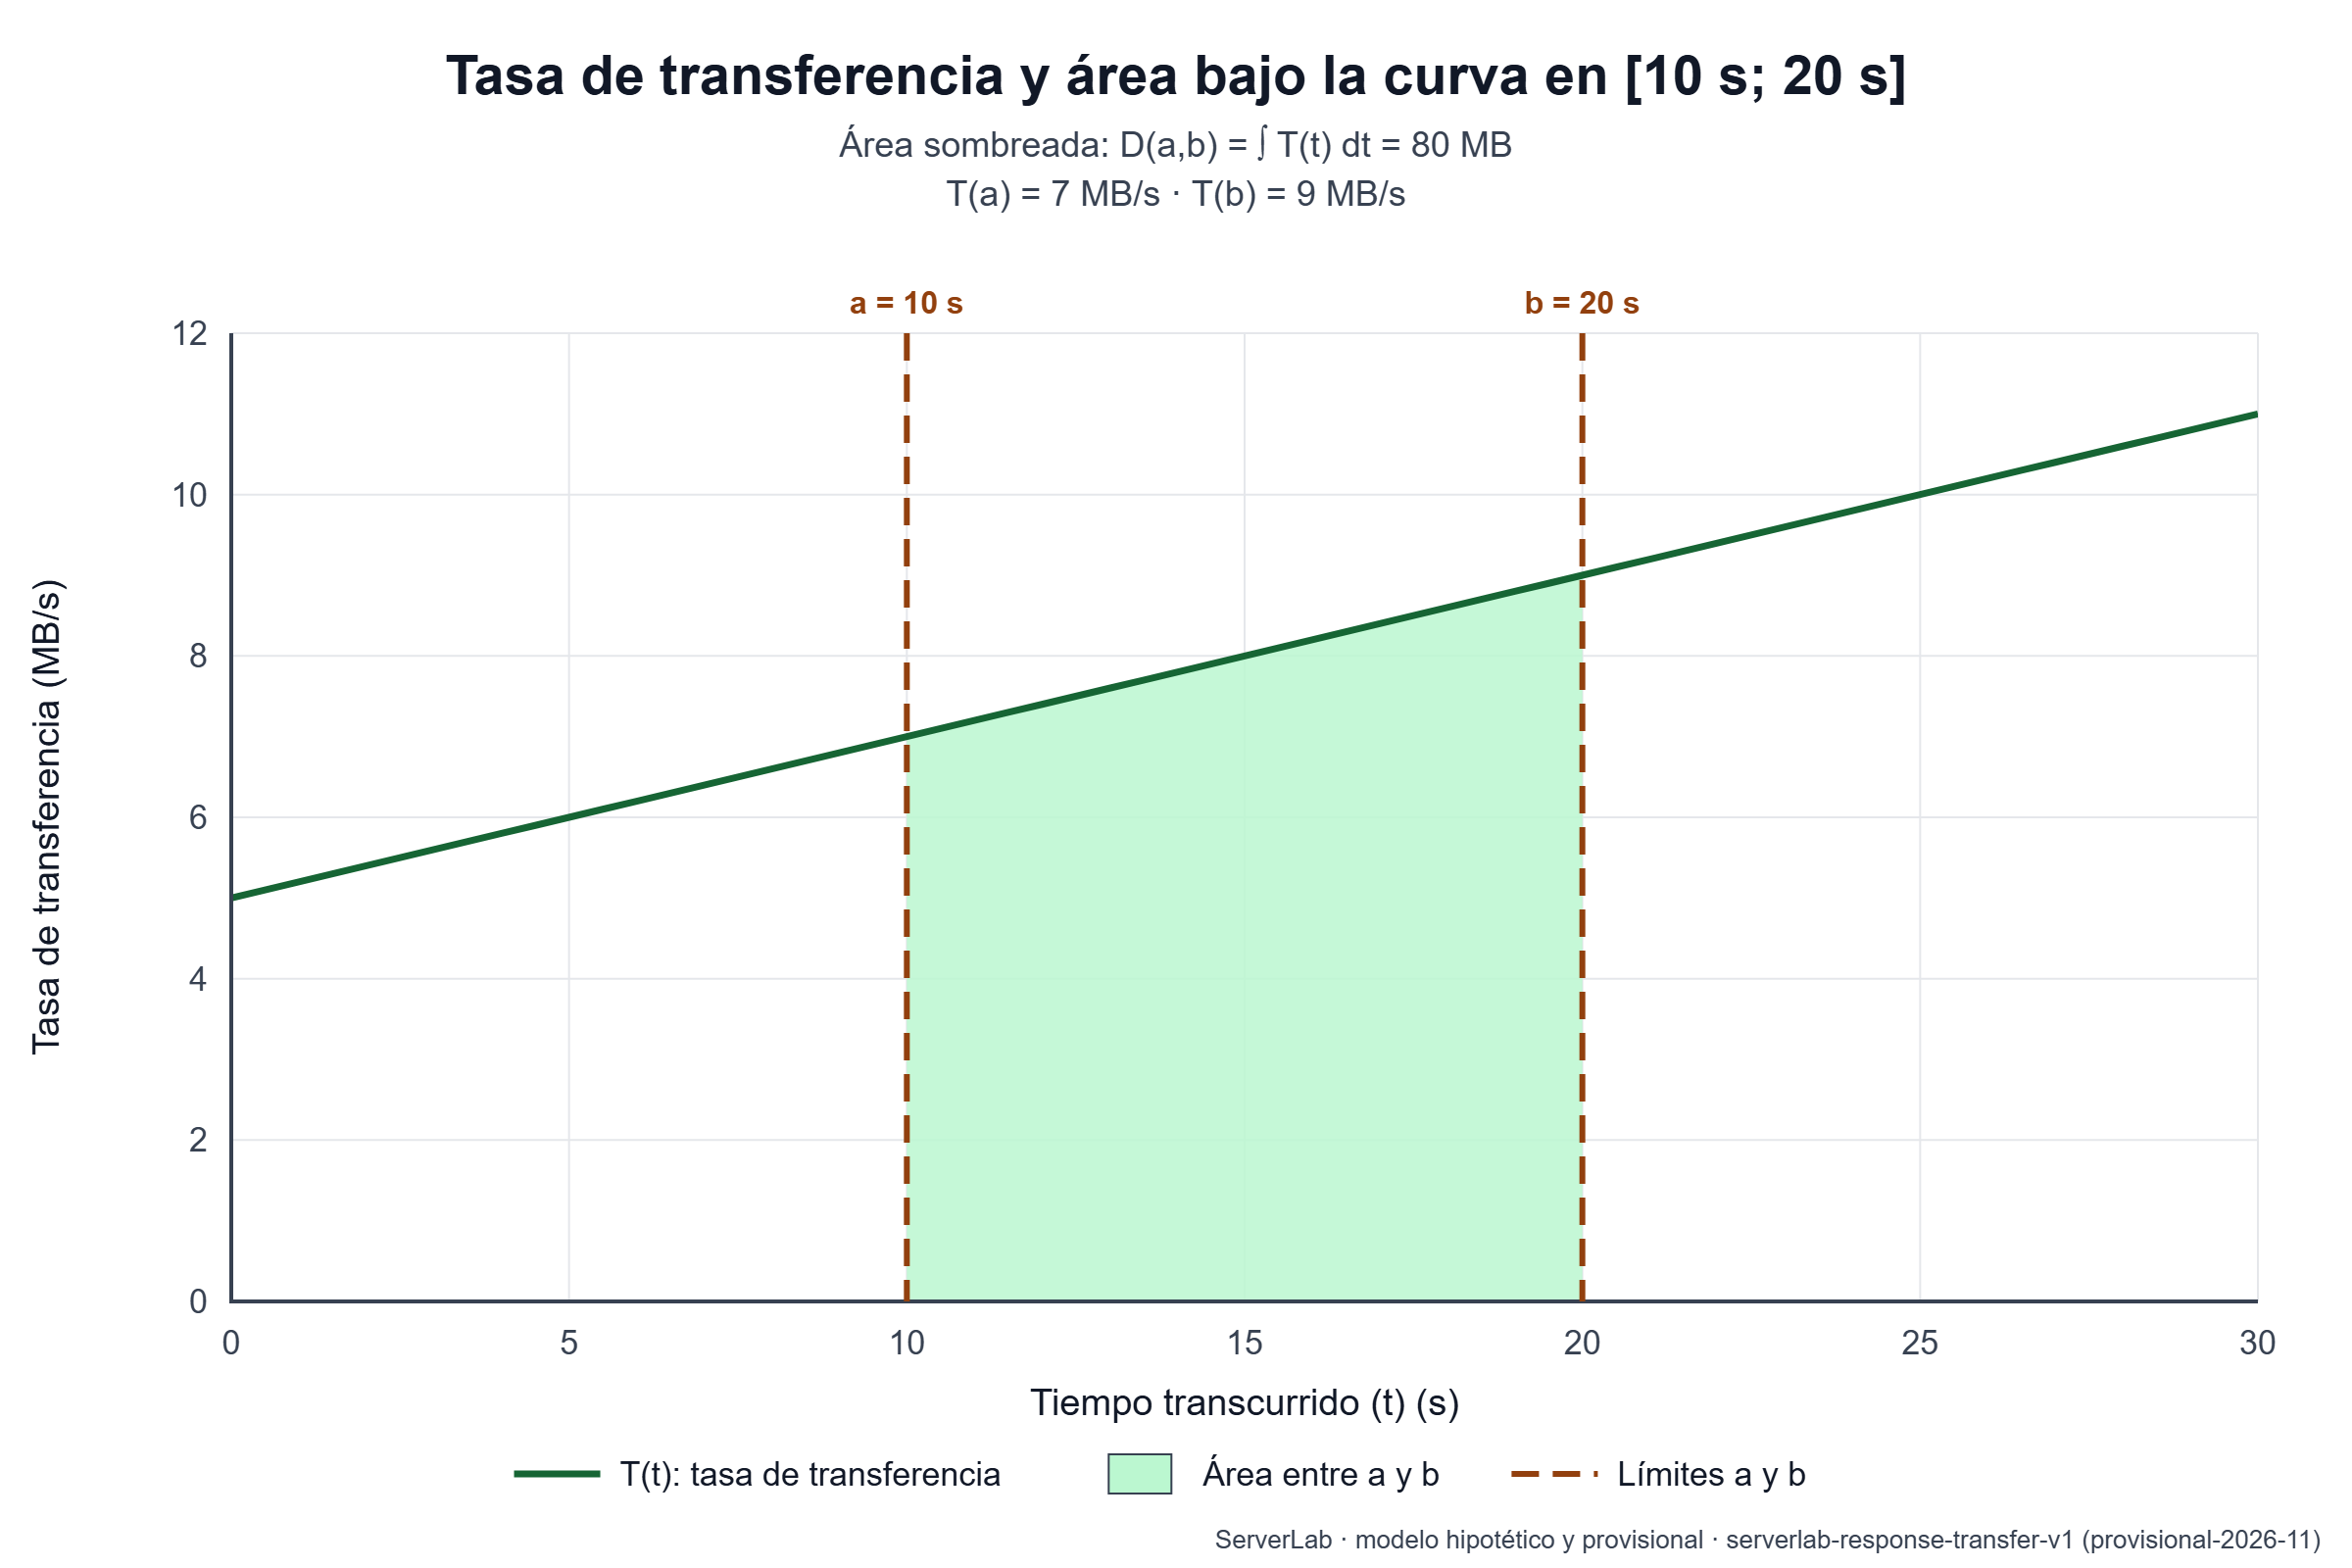 Tasa de transferencia y área bajo la curva en [10 s; 20 s]
Área sombreada: D(a,b) = ∫ T(t) dt = 80 MB
T(a) = 7 MB/s · T(b) = 9 MB/s
a = 10 s
b = 20 s
12
10
8
6
4
2
0
Tasa de transferencia (MB/s)
0
5
10
15
20
25
30
Tiempo transcurrido (t) (s)
T(t): tasa de transferencia
Área entre a y b
Límites a y b
ServerLab · modelo hipotético y provisional · serverlab-response-transfer-v1 (provisional-2026-11)